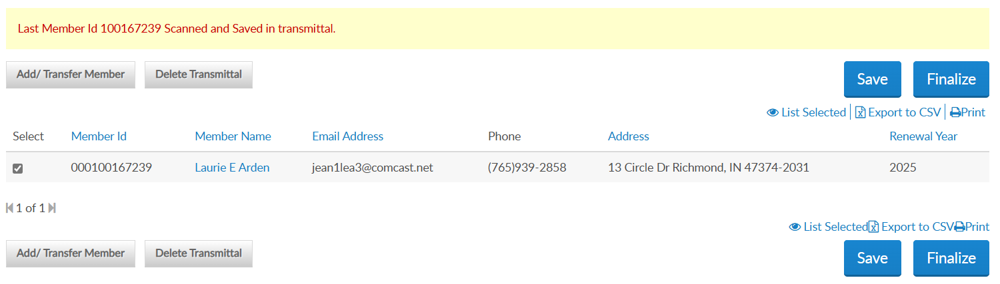 Last Member Id 100167239 Scanned and Saved in transmittal.
Add/ Transfer Member Delete Transmittal Save Finalize
List Selected Export to CSV Print
Select Member Id Member Name Email Address Phone Address Renewal Year
000100167239 Laurie E Arden jean1lea3@comcast.net (765)939-2858 13 Circle Dr Richmond, IN 47374-2031 2025
1 of 1
List Selected Export to CSV Print
Add/ Transfer Member Delete Transmittal Save Finalize